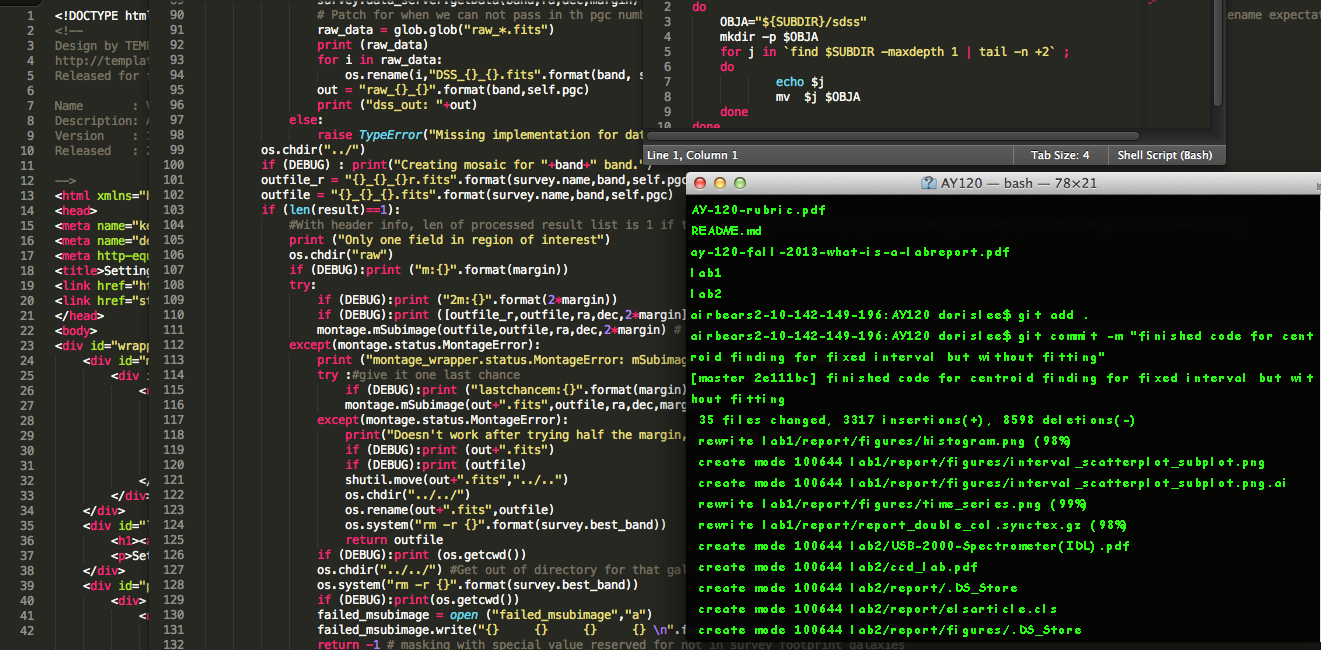 1
2
3
4
5
6
7
8
9
10
11
12
13
14
15
16
17
18
19
20
21
22
23
24
25
26
27
28
29
30
31
32
33
34
35
36
37
38
39
40
41
42
<!DOCTYPE htm
<!--
Design by TEM
http://templat
Released for
Name       :
Description:
Version    :
Released   :
-->
<html xmlns="
<head>
<meta name="ke
<meta name="de
<meta http-equ
<title>Setting
<link href="ht
<link href="st
</head>
<body>
<div id="wrapp
<div id="
<div
<
</
</div>
</div>
<div id="
<h1><
<p>Set
</div>
<div id="p
<div>
<
90 # Patch for when we can not pass in th pgc numb
91 raw_data = glob.glob("raw_*.fits")
92 print (raw_data)
93 for i in raw_data:
94 os.rename(i,"DSS_{}_{}.fits".format(band, s
95 out = "raw_{}_{}".format(band,self.pgc)
96 print ("dss_out: "+out)
97 else:
98 raise TypeError("Missing implementation for dat
99 os.chdir("../")
100 if (DEBUG) : print("Creating mosaic for "+band+" band."
101 outfile_r = "{}_{}_{}r.fits".format(survey.name,band,self.pgc
102 outfile = "{}_{}_{}.fits".format(survey.name,band,self.pgc)
103 if (len(result)==1):
104 #With header info, len of processed result list is 1 if t
105 print ("Only one field in region of interest")
106 os.chdir("raw")
107 if (DEBUG):print ("m:{}".format(margin))
108 try:
109 if (DEBUG):print ("2m:{}".format(2*margin))
110 if (DEBUG):print ([outfile_r,outfile,ra,dec,2*margin]
111 montage.mSubimage(outfile,outfile,ra,dec,2*margin) #
112 except(montage.status.MontageError):
113 print ("montage_wrapper.status.MontageError: mSubima
114 try :#give it one last chance
115 if (DEBUG):print ("lastchancem:{}".format(margin)
116 montage.mSubimage(out+".fits",outfile,ra,dec,marg
117 except(montage.status.MontageError):
118 print("Doesn't work after trying half the margin,
119 if (DEBUG):print (out+".fits")
120 if (DEBUG):print (outfile)
121 shutil.move(out+".fits","../..")
122 os.chdir("../../")
123 os.rename(out+".fits",outfile)
124 os.system("rm -r {}".format(survey.best_band))
125 return outfile
126 if (DEBUG):print (os.getcwd())
127 os.chdir("../../") #Get out of directory for that gal
128 os.system("rm -r {}".format(survey.best_band))
129 if (DEBUG):print(os.getcwd())
130 failed_msubimage = open ("failed_msubimage","a")
131 failed_msubimage.write("{} {} {} {} \n".f
132 return -1 # masking with special value reserved for not in survey footprint galaxies
2 do
3 OBJA="${SUBDIR}/sdss"
4 mkdir -p $OBJA
5 for j in `find $SUBDIR -maxdepth 1 | tail -n +2` ;
6 do
7 echo $j
8 mv  $j $OBJA
9 done
10 done
Line 1, Column 1
Tab Size: 4
Shell Script (Bash)
ename expectat
AY120 — bash — 78×21
AY-120-rubric.pdf
README.md
ay-120-fall-2013-what-is-a-labreport.pdf
lab1
lab2
airbears2-10-142-149-196:AY120 dorislee$ git add .
airbears2-10-142-149-196:AY120 dorislee$ git commit -m "finished code for cent
roid finding for fixed interval but without fitting"
[master 2e111bc] finished code for centroid finding for fixed interval but wit
hout fitting
35 files changed, 3317 insertions(+), 8598 deletions(-)
rewrite lab1/report/figures/histogram.png (98%)
create mode 100644 lab1/report/figures/interval_scatterplot_subplot.png
create mode 100644 lab1/report/figures/interval_scatterplot_subplot.png.ai
rewrite lab1/report/figures/time_series.png (99%)
rewrite lab1/report/report_double_col.synctex.gz (98%)
create mode 100644 lab2/USB-2000-Spectrometer(IDL).pdf
create mode 100644 lab2/ccd_lab.pdf
create mode 100644 lab2/report/.DS_Store
create mode 100644 lab2/report/elsarticle.cls
create mode 100644 lab2/report/figures/.DS_Store